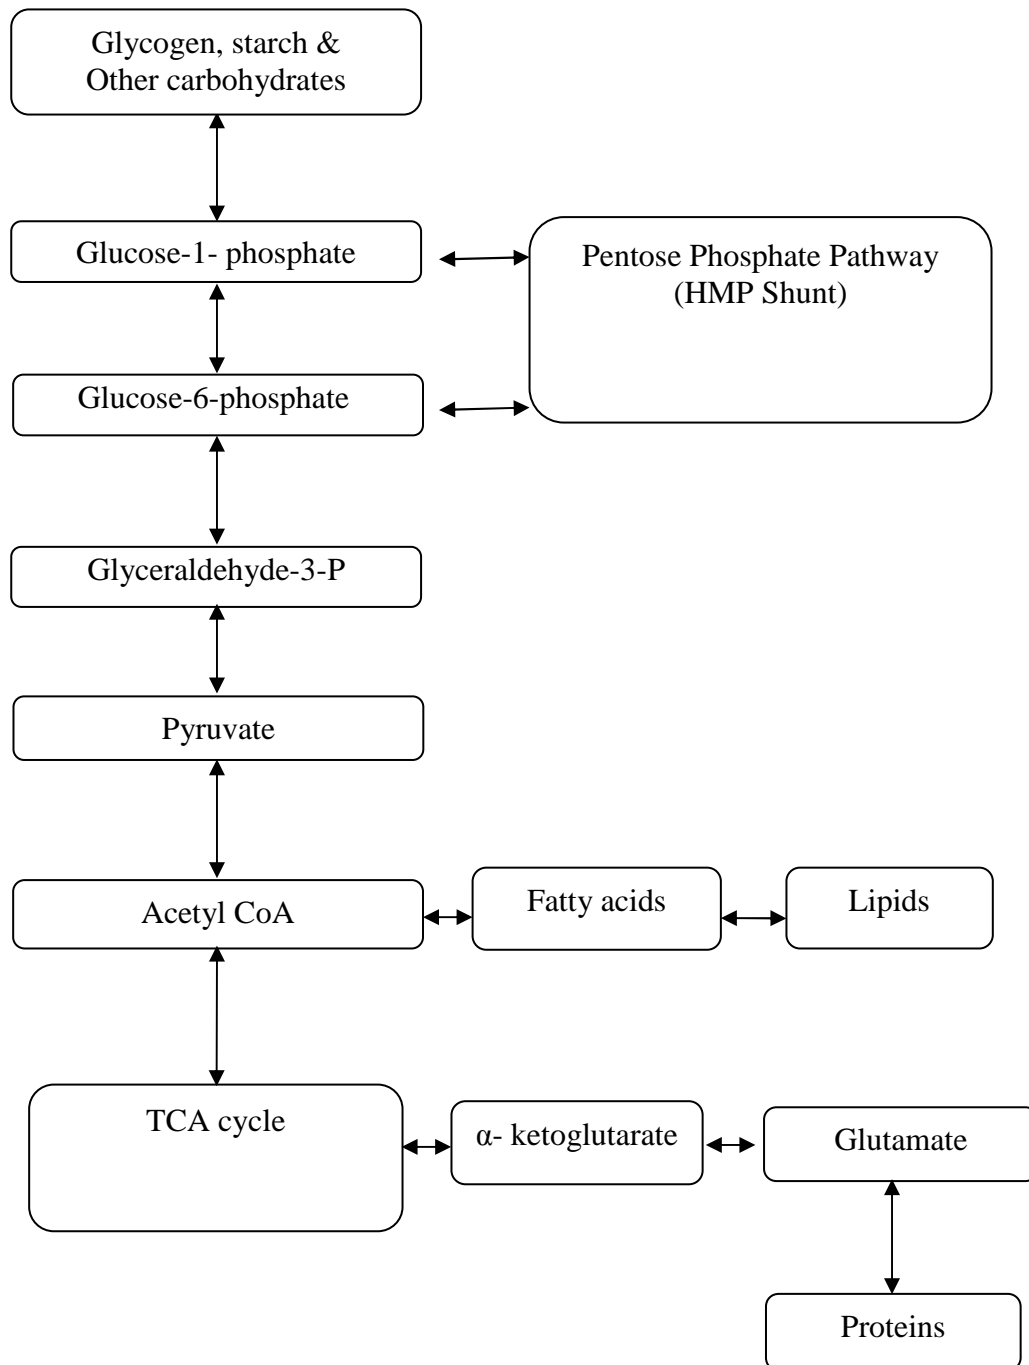 Glycogen, starch &
Other carbohydrates
Glucose-1- phosphate
Pentose Phosphate Pathway
(HMP Shunt)
Glucose-6-phosphate
Glyceraldehyde-3-P
Pyruvate
Acetyl CoA
Fatty acids
Lipids
TCA cycle
α- ketoglutarate
Glutamate
Proteins